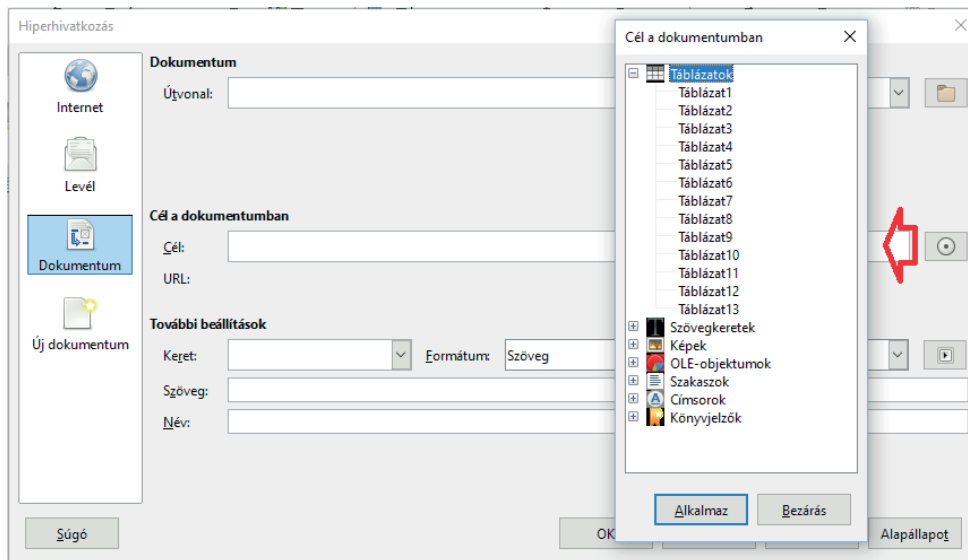 Hiperhivatkozás
Internet
Levél
Dokumentum
Új dokumentum
Dokumentum
Útvonal:
Cél a dokumentumban
Cél:
URL:
További beállítások
Keret:
Formátum:
Szöveg
Szöveg:
Név:
Súgó
OK
Alapállapot
Cél a dokumentumban
Táblázatok
Táblázat1
Táblázat2
Táblázat3
Táblázat4
Táblázat5
Táblázat6
Táblázat7
Táblázat8
Táblázat9
Táblázat10
Táblázat11
Táblázat12
Táblázat13
Szövegkeretek
Képek
OLE-objektumok
Szakaszok
Címsorok
Könyvjelzők
Alkalmaz
Bezárás